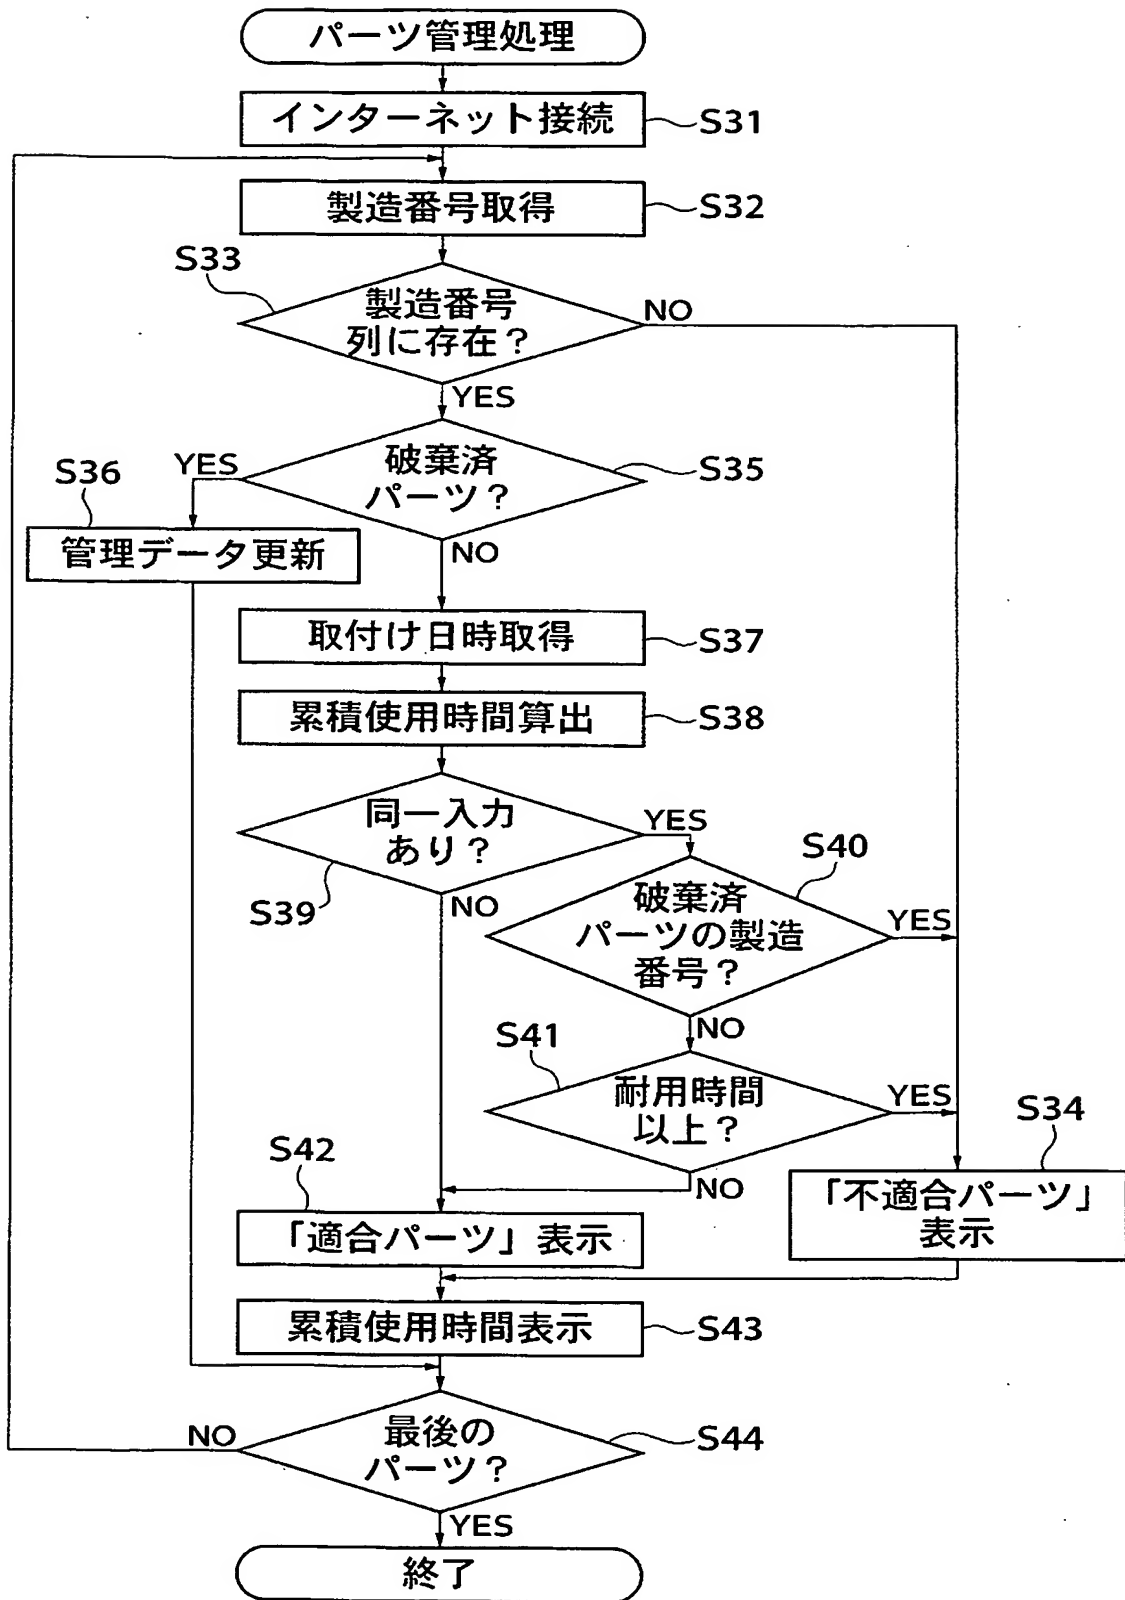 パーツ管理処理
インターネット接続
S31
製造番号取得
S32
S33
製造番号
列に存在?
NO
YES
破棄済
パーツ?
S35
YES
S36
管理データ更新
NO
取付け日時取得
S37
累積使用時間算出
S38
同一入力
あり?
YES
S39
NO
S40
破棄済
パーツの製造
番号?
YES
NO
S41
耐用時間
以上?
YES
NO
S34
「不適合パーツ」
表示
S42
「適合パーツ」表示
累積使用時間表示
S43
最後の
パーツ?
S44
NO
YES
終了